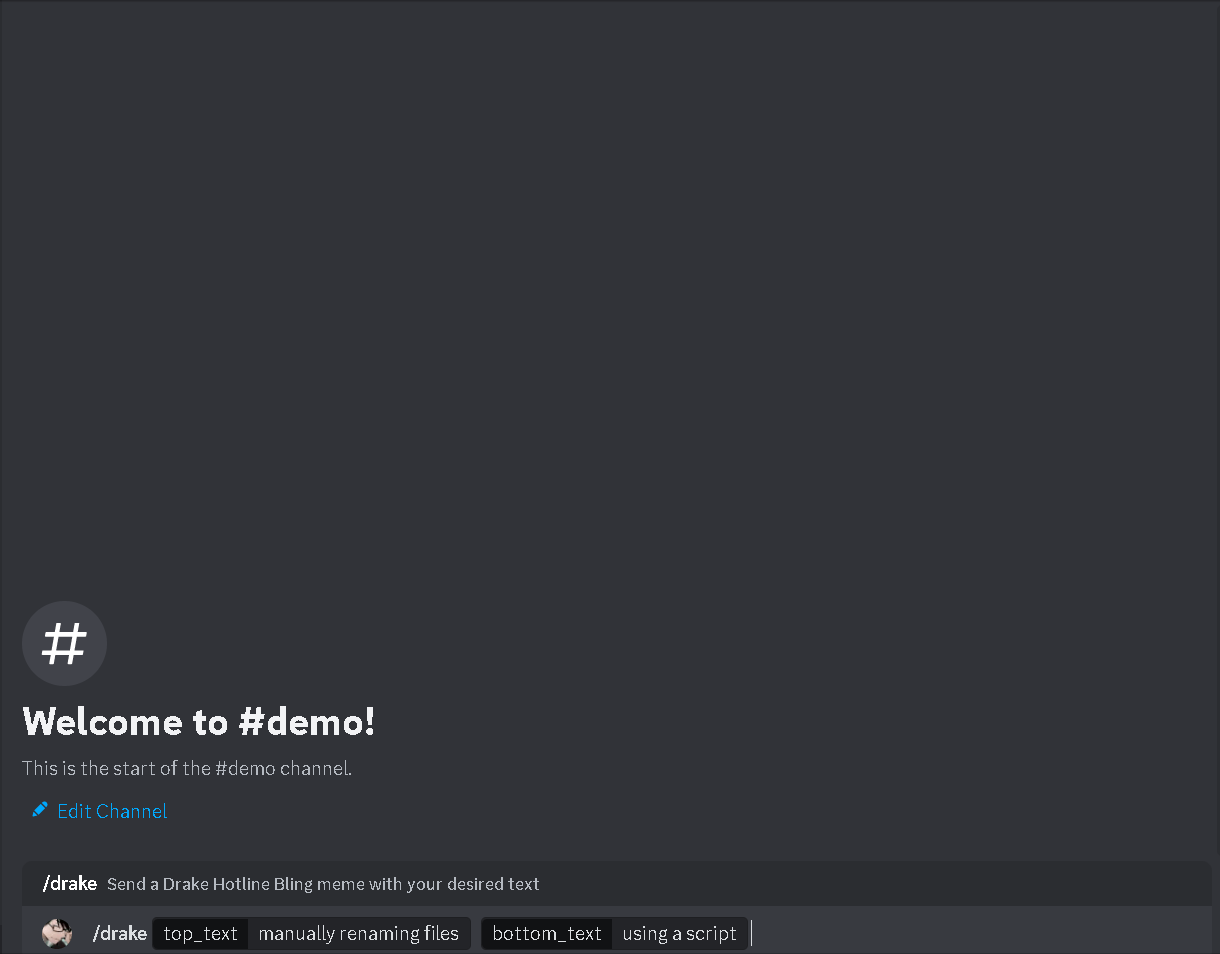 #
Welcome to #demo!
This is the start of the #demo channel.
Edit Channel
/drake Send a Drake Hotline Bling meme with your desired text
/drake top_text manually renaming files bottom_text using a script